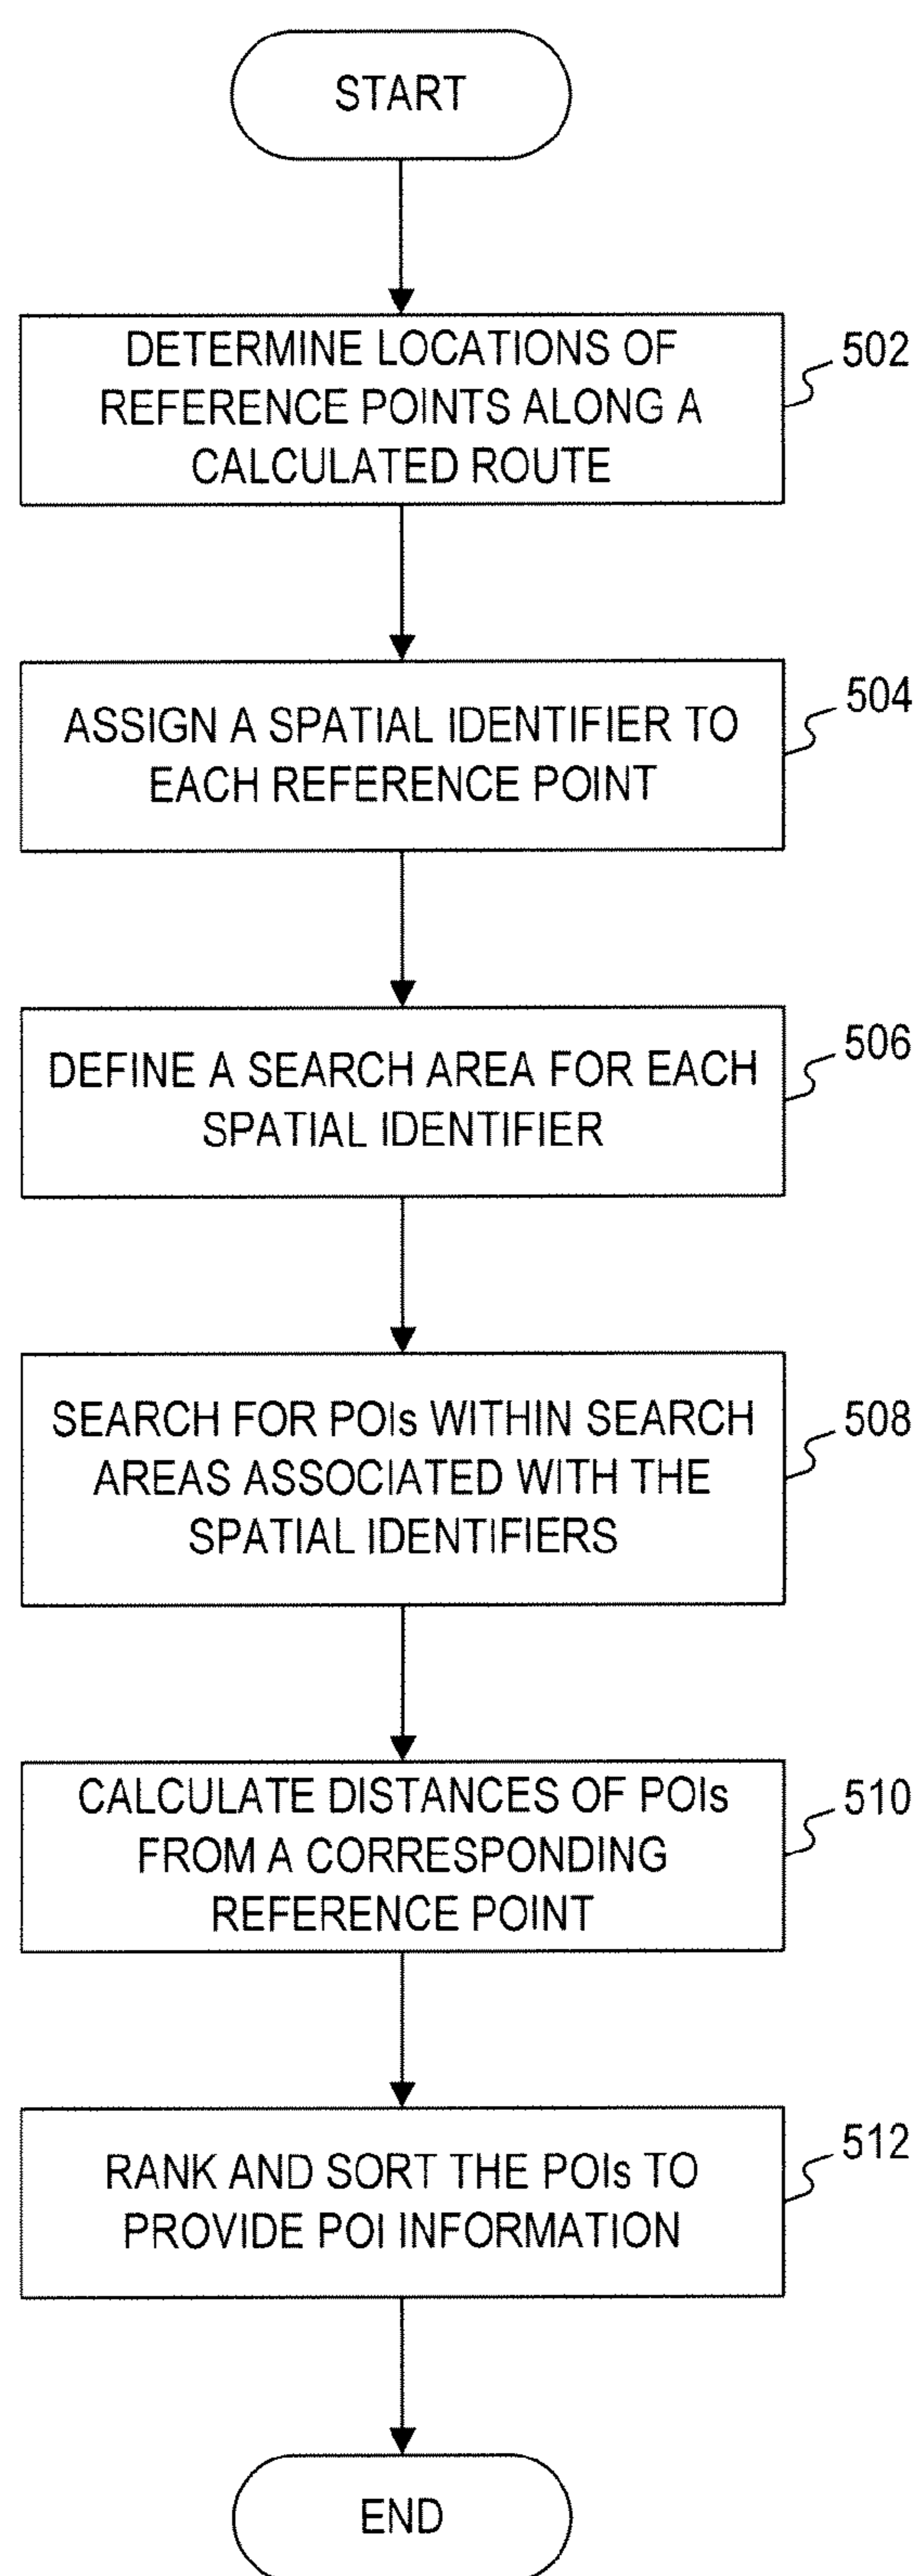 START
DETERMINE LOCATIONS OF
REFERENCE POINTS ALONG A
CALCULATED ROUTE
502
ASSIGN A SPATIAL IDENTIFIER TO
EACH REFERENCE POINT
504
DEFINE A SEARCH AREA FOR EACH
SPATIAL IDENTIFIER
506
SEARCH FOR POIs WITHIN SEARCH
AREAS ASSOCIATED WITH THE
SPATIAL IDENTIFIERS
508
CALCULATE DISTANCES OF POIs
FROM A CORRESPONDING
REFERENCE POINT
510
RANK AND SORT THE POIs TO
PROVIDE POI INFORMATION
512
END